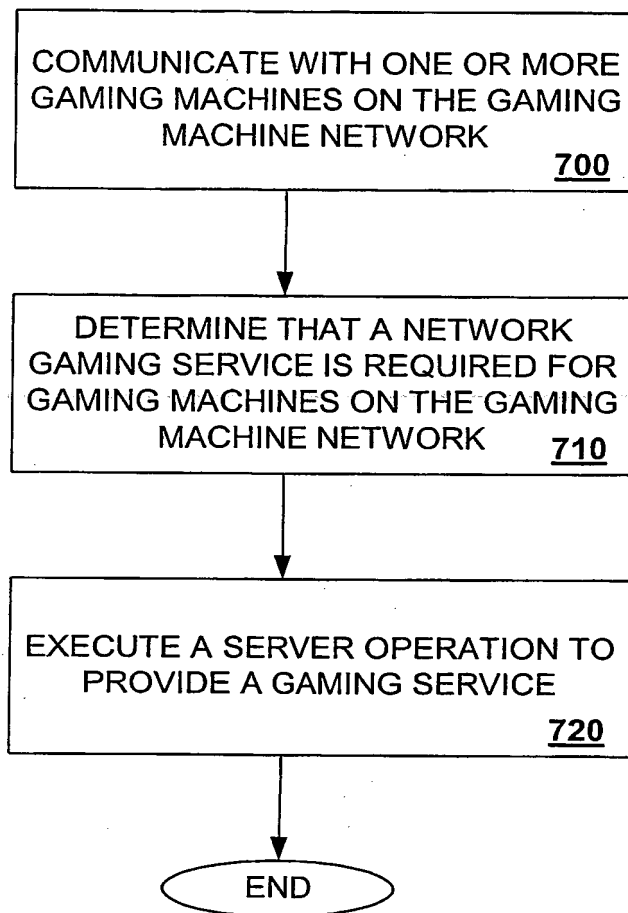 COMMUNICATE WITH ONE OR MORE
GAMING MACHINES ON THE GAMING
MACHINE NETWORK
700
DETERMINE THAT A NETWORK
GAMING SERVICE IS REQUIRED FOR
GAMING MACHINES ON THE GAMING
MACHINE NETWORK
710
EXECUTE A SERVER OPERATION TO
PROVIDE A GAMING SERVICE
720
END